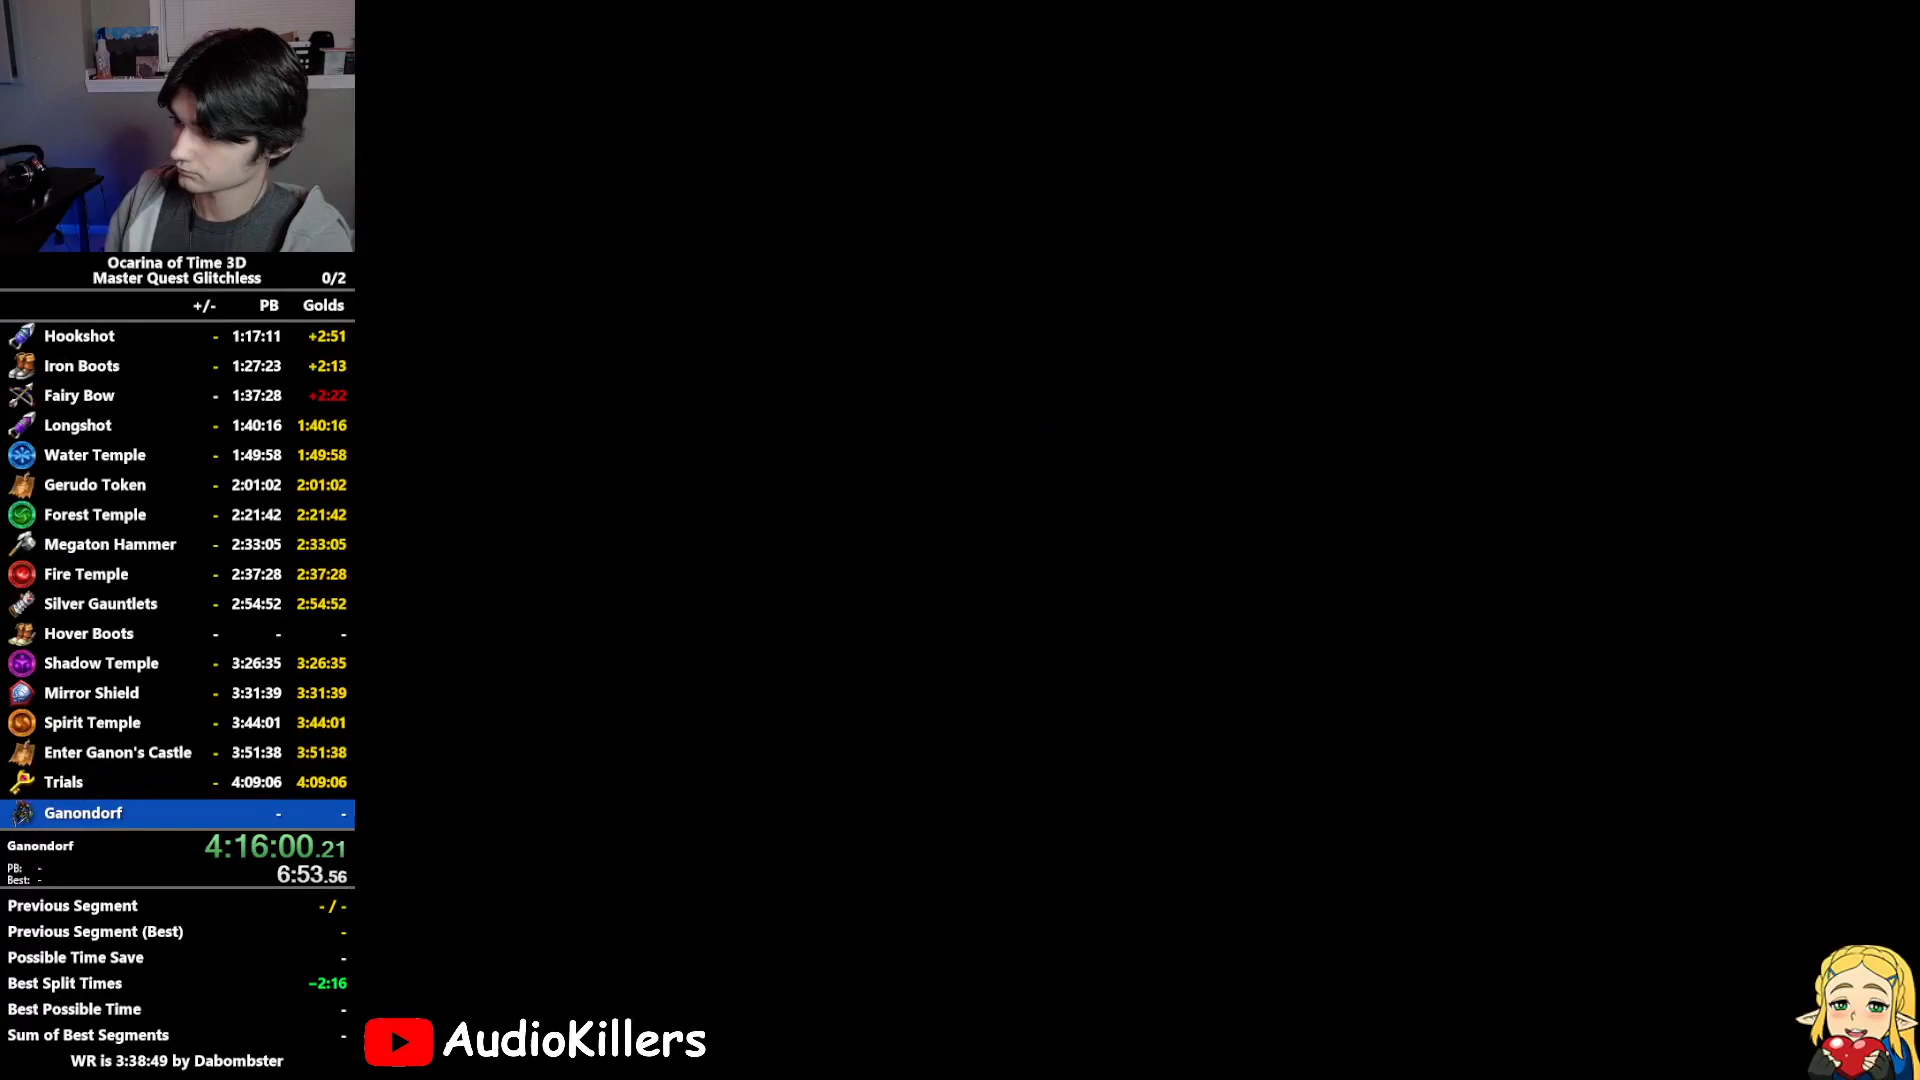 Ocarina of Time 3D
Master Quest Glitchless 0/2
+/- PB Golds
Hookshot - 1:17:11 +2:51
Iron Boots - 1:27:23 +2:13
Fairy Bow - 1:37:28 +2:22
Longshot - 1:40:16 1:40:16
Water Temple - 1:49:58 1:49:58
Gerudo Token - 2:01:02 2:01:02
Forest Temple - 2:21:42 2:21:42
Megaton Hammer - 2:33:05 2:33:05
Fire Temple - 2:37:28 2:37:28
Silver Gauntlets - 2:54:52 2:54:52
Hover Boots - - -
Shadow Temple - 3:26:35 3:26:35
Mirror Shield - 3:31:39 3:31:39
Spirit Temple - 3:44:01 3:44:01
Enter Ganon's Castle - 3:51:38 3:51:38
Trials - 4:09:06 4:09:06
Ganondorf - -
Ganondorf 4:16:00.21
PB: -
Best: - 6:53.56
Previous Segment - / -
Previous Segment (Best) -
Possible Time Save -
Best Split Times −2:16
Best Possible Time -
Sum of Best Segments -
WR is 3:38:49 by Dabombster
AudioKillers